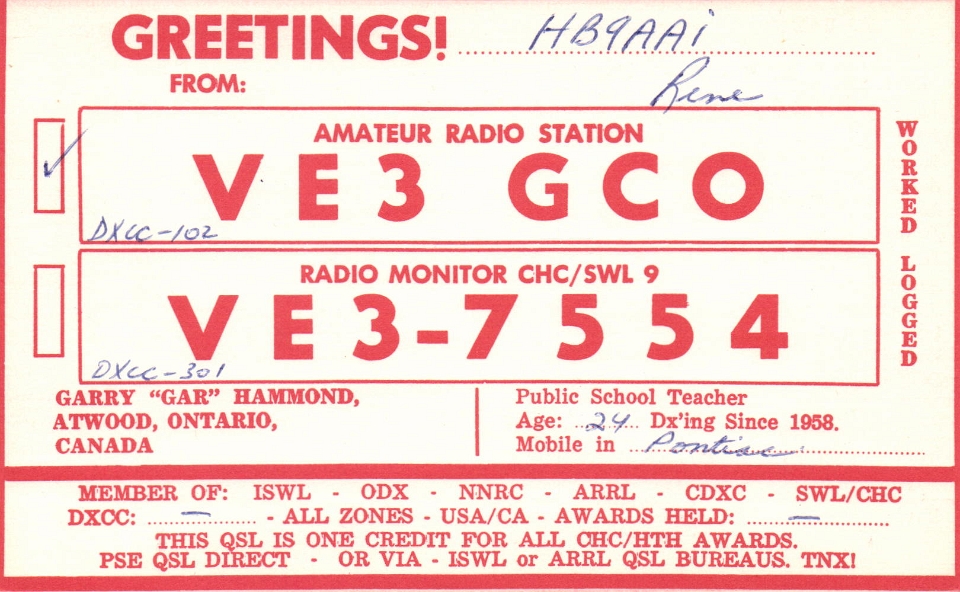 GREETINGS! HB9AAi
FROM: Rene
AMATEUR RADIO STATION
VE3 GCO
DXCC-102
WORKED
RADIO MONITOR CHC/SWL 9
VE3-7554
DXCC-301
LOGGED
GARRY "GAR" HAMMOND,
ATWOOD, ONTARIO,
CANADA
Public School Teacher
Age: 24 Dx'ing Since 1958.
Mobile in Pontiac
MEMBER OF: ISWL - ODX - NNRC - ARRL - CDXC - SWL/CHC
DXCC: — - ALL ZONES - USA/CA - AWARDS HELD: —
THIS QSL IS ONE CREDIT FOR ALL CHC/HTH AWARDS.
PSE QSL DIRECT - OR VIA - ISWL or ARRL QSL BUREAUS. TNX!